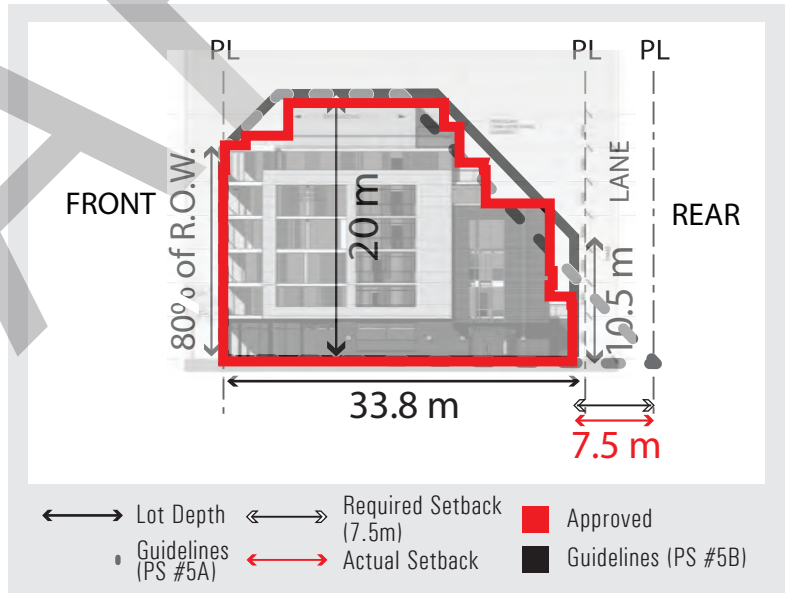 PL PL PL
FRONT
80% of R.O.W.
20 m
LANE
10.5 m
REAR
33.8 m
7.5 m
Lot Depth
Required Setback
(7.5m)
Approved
Guidelines
(PS #5A)
Actual Setback
Guidelines (PS #5B)